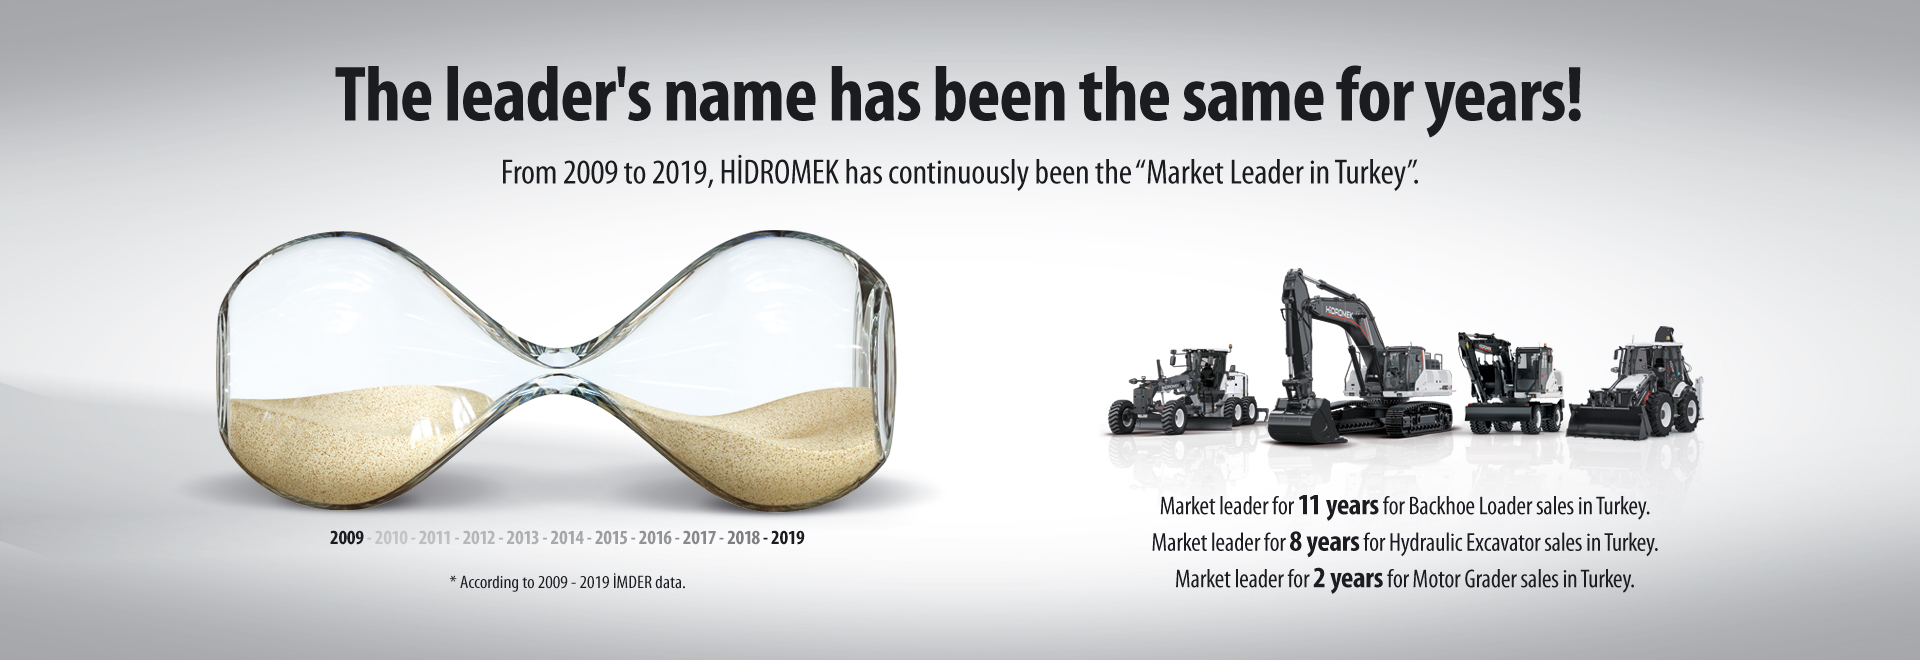 The leader's name has been the same for years!
From 2009 to 2019, HİDROMEK has continuously been the “Market Leader in Turkey”.
HİDROMEK
2009 - 2010 - 2011 - 2012 - 2013 - 2014 - 2015 - 2016 - 2017 - 2018 - 2019
* According to 2009 - 2019 İMDER data.
Market leader for 11 years for Backhoe Loader sales in Turkey.
Market leader for 8 years for Hydraulic Excavator sales in Turkey.
Market leader for 2 years for Motor Grader sales in Turkey.